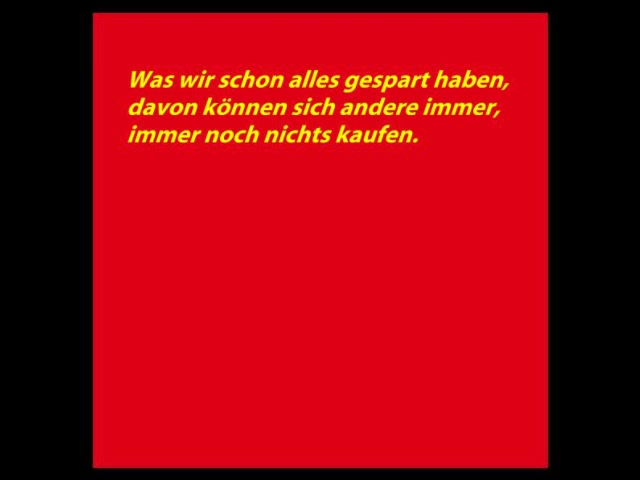 Was wir schon alles gespart haben,
davon können sich andere immer,
immer noch nichts kaufen.